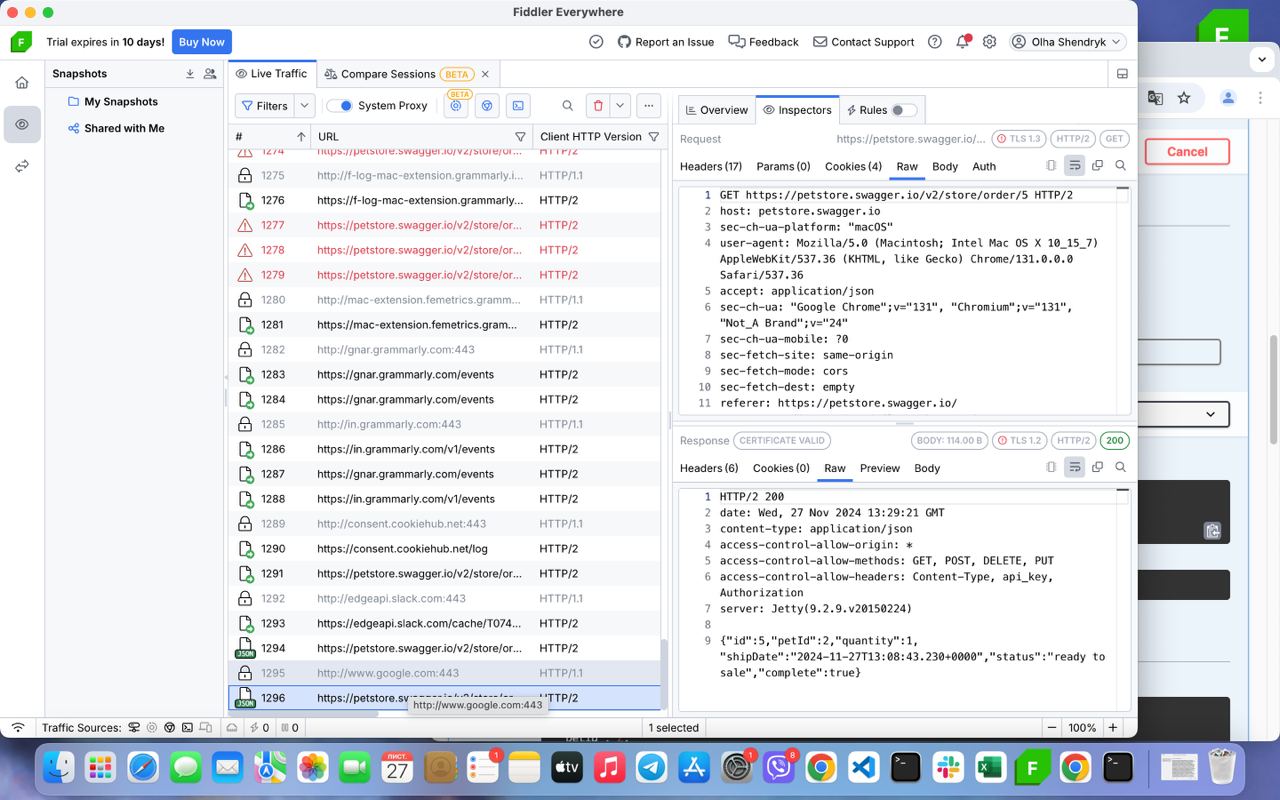 Fiddler Everywhere
F
Trial expires in 10 days!
Buy Now
Report an Issue
Feedback
Contact Support
Olha Shendryk
Snapshots
My Snapshots
Shared with Me
Live Traffic
Compare Sessions
BETA
Filters
System Proxy
BETA
# URL Client HTTP Version
1274 https://petstore.swagger.io/v2/store/or... HTTP/2
1275 http://f-log-mac-extension.grammarly.i... HTTP/1.1
1276 https://f-log-mac-extension.grammarly... HTTP/2
1277 https://petstore.swagger.io/v2/store/or... HTTP/2
1278 https://petstore.swagger.io/v2/store/or... HTTP/2
1279 https://petstore.swagger.io/v2/store/or... HTTP/2
1280 http://mac-extension.femetrics.gramm... HTTP/1.1
1281 https://mac-extension.femetrics.gram... HTTP/2
1282 http://gnar.grammarly.com:443 HTTP/1.1
1283 https://gnar.grammarly.com/events HTTP/2
1284 https://gnar.grammarly.com/events HTTP/2
1285 http://in.grammarly.com:443 HTTP/1.1
1286 https://in.grammarly.com/v1/events HTTP/2
1287 https://gnar.grammarly.com/events HTTP/2
1288 https://in.grammarly.com/v1/events HTTP/2
1289 http://consent.cookiehub.net:443 HTTP/1.1
1290 https://consent.cookiehub.net/log HTTP/2
1291 https://petstore.swagger.io/v2/store/or... HTTP/2
1292 http://edgeapi.slack.com:443 HTTP/1.1
1293 https://edgeapi.slack.com/cache/T074... HTTP/2
JSON 1294 https://petstore.swagger.io/v2/store/or... HTTP/2
1295 http://www.google.com:443 HTTP/1.1
JSON 1296 https://petstore.swagger.io/v2/store/or... HTTP/2
http://www.google.com:443
Overview
Inspectors
Rules
Request
https://petstore.swagger.io/...
TLS 1.3
HTTP/2
GET
Headers (17)
Params (0)
Cookies (4)
Raw
Body
Auth
1 GET https://petstore.swagger.io/v2/store/order/5 HTTP/2
2 host: petstore.swagger.io
3 sec-ch-ua-platform: "macOS"
4 user-agent: Mozilla/5.0 (Macintosh; Intel Mac OS X 10_15_7)
AppleWebKit/537.36 (KHTML, like Gecko) Chrome/131.0.0.0
Safari/537.36
5 accept: application/json
6 sec-ch-ua: "Google Chrome";v="131", "Chromium";v="131",
"Not_A Brand";v="24"
7 sec-ch-ua-mobile: ?0
8 sec-fetch-site: same-origin
9 sec-fetch-mode: cors
10 sec-fetch-dest: empty
11 referer: https://petstore.swagger.io/
Response
CERTIFICATE VALID
BODY: 114.00 B
TLS 1.2
HTTP/2
200
Headers (6)
Cookies (0)
Raw
Preview
Body
1 HTTP/2 200
2 date: Wed, 27 Nov 2024 13:29:21 GMT
3 content-type: application/json
4 access-control-allow-origin: *
5 access-control-allow-methods: GET, POST, DELETE, PUT
6 access-control-allow-headers: Content-Type, api_key,
Authorization
7 server: Jetty(9.2.9.v20150224)
8
9 {"id":5,"petId":2,"quantity":1,
"shipDate":"2024-11-27T13:08:43.230+0000","status":"ready to
sale","complete":true}
Cancel
F
Traffic Sources:
0
0
1 selected
100%
ЛИСТ.
27
1
tv
1
8
F